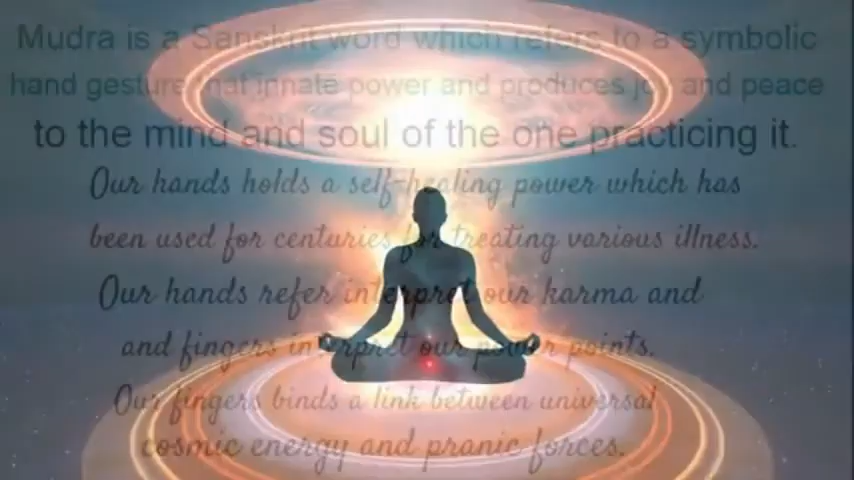 Mudra is a Sanskrit word which refers to a symbolic
hand gesture that innate power and produces joy and peace
to the mind and soul of the one practicing it.
Our hands holds a self-healing power which has
been used for centuries for treating various illness.
Our hands refer interpret our karma and
and fingers interpret our power points.
Our fingers binds a link between universal
cosmic energy and pranic forces.